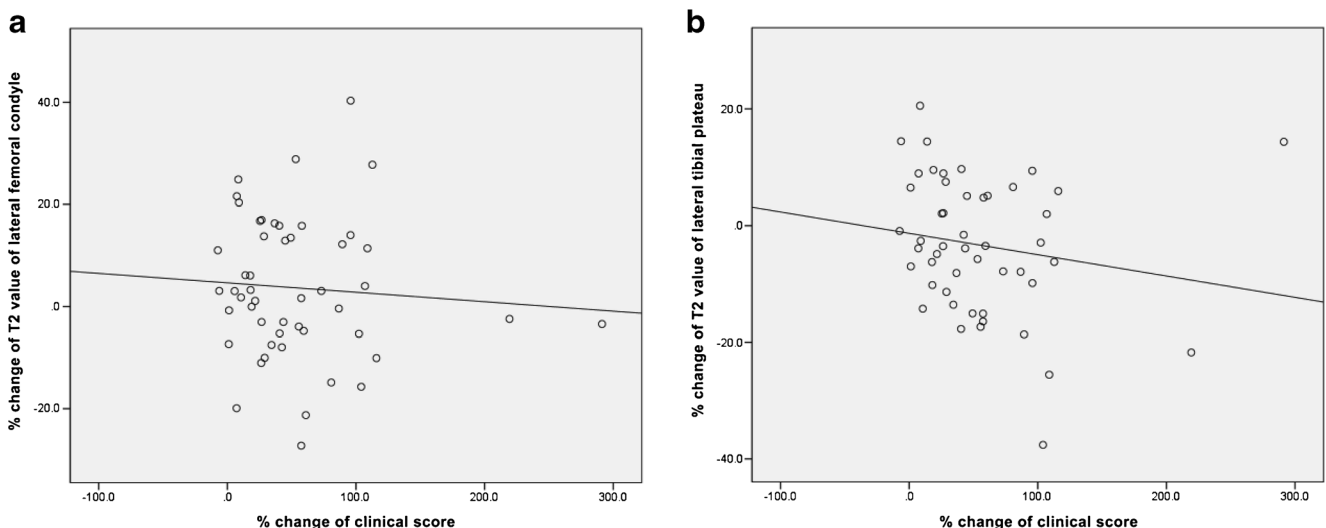 a
% change of T2 value of lateral femoral condyle
40.0
20.0
.0
-20.0
-100.0 .0 100.0 200.0 300.0
% change of clinical score
b
% change of T2 value of lateral tibial plateau
20.0
.0
-20.0
-40.0
-100.0 .0 100.0 200.0 300.0
% change of clinical score